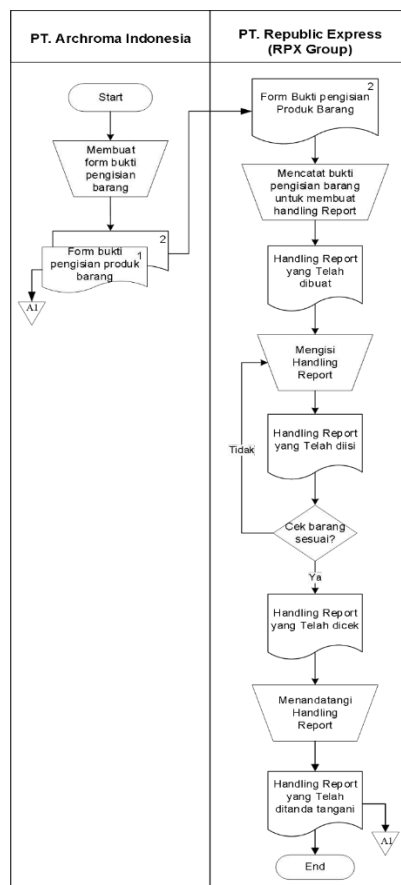 PT. Archroma Indonesia
PT. Republic Express
(RPX Group)
Start
Membuat
form bukti
pengisian
barang
2
Form bukti
1
pengisian produk
barang
A1
2
Form Bukti pengisian
Produk Barang
Mencatat bukti
pengisian barang
untuk membuat
handling Report
Handling Report
yang Telah
dibuat
Mengisi
Handling
Report
Handling Report
yang Telah diisi
Tidak
Cek barang
sesuai?
Ya
Handling Report
yang Telah dicek
Menandatangi
Handling
Report
Handling Report
yang Telah
ditanda tangani
A1
End